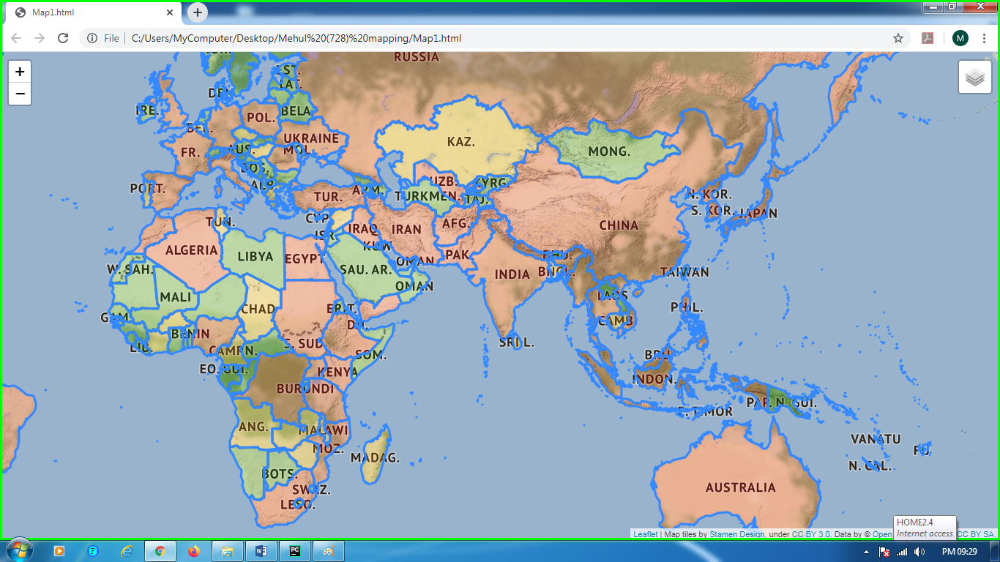 Map1.html
File C:/Users/MyComputer/Desktop/Mehul%20(728)%20mapping/Map1.html
M
+
−
RUSSIA
EST.
LAT.
IRE.
BELA
POL.
BEL.
UKRAINE
KAZ.
FR.
AUS.
MOL.
MONG.
BOS.
ALB.
PORT.
UZB.
KYRG.
ARM.
TUR.
TURKMEN.
TAJ.
N. KOR.
S. KOR.
JAPAN
CYP
TUN.
IRAQ
IRAN
AFG.
CHINA
ISR
KUW
ALGERIA
LIBYA
EGYPT
OMAN
PAK.
BHU.
W. SAH.
SAU. AR.
INDIA
BNGL.
TAIWAN
OMAN
MALI
LAOS
CHAD
ERIT.
PHIL.
GAM.
DJI.
CAMB
BENIN
S. SUD
SRI L.
LIB.
CAMRN.
SOM.
BRU.
EQ. GUI.
KENYA
INDON.
BURUNDI
PAP. N. GUI.
E. TIMOR
ANG.
MALAWI
VANATU
MOZ.
FIJ
MADAG.
N. CAL.
BOTS.
SWAZ.
AUSTRALIA
LESO.
HOME2.4
Internet access
Leaflet | Map tiles by Stamen Design, under CC BY 3.0. Data by © Open
CC BY SA.
PM 09:29